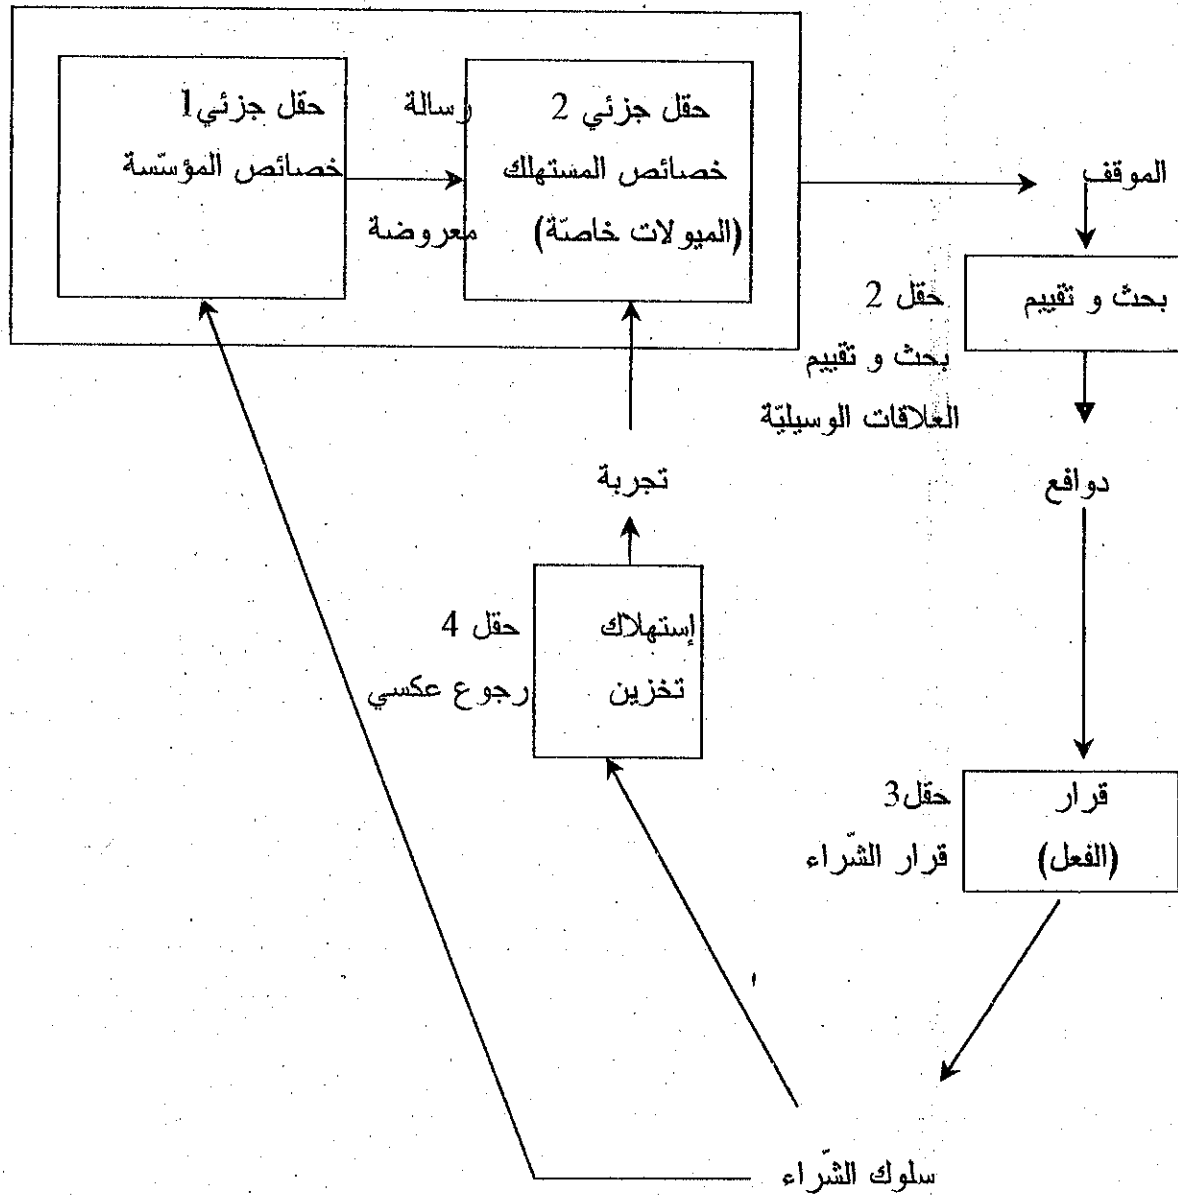 حقل جزئي1
خصائص المؤسّسة
رسالة
معروضة
حقل جزئي 2
خصائص المستهلك
(الميولات خاصّة)
الموقف
بحث و تقييم
حقل 2
بحث و تقييم
العلاقات الوسيليّة
دوافع
تجربة
إستهلاك
تخزين
حقل 4
رجوع عكسي
قرار
(الفعل)
حقل3
قرار الشّراء
سلوك الشّراء